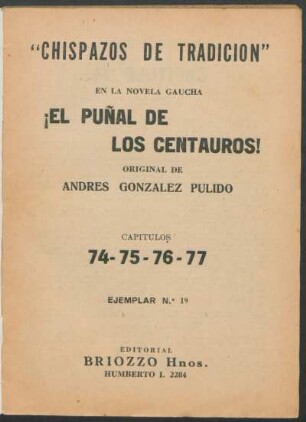 "CHISPAZOS DE TRADICION"
EN LA NOVELA GAUCHA
¡EL PUÑAL DE
LOS CENTAUROS!
ORIGINAL DE
ANDRES GONZALEZ PULIDO
CAPITULOS
74-75-76-77
EJEMPLAR N.º 19
EDITORIAL
BRIOZZO Hnos.
HUMBERTO I. 2284